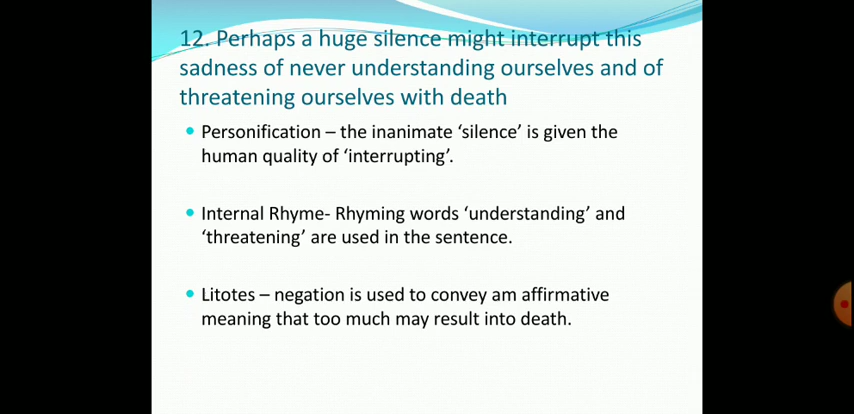 12. Perhaps a huge silence might interrupt this
sadness of never understanding ourselves and of
threatening ourselves with death
Personification – the inanimate ‘silence’ is given the
human quality of ‘interrupting’.
Internal Rhyme- Rhyming words ‘understanding’ and
‘threatening’ are used in the sentence.
Litotes – negation is used to convey am affirmative
meaning that too much may result into death.